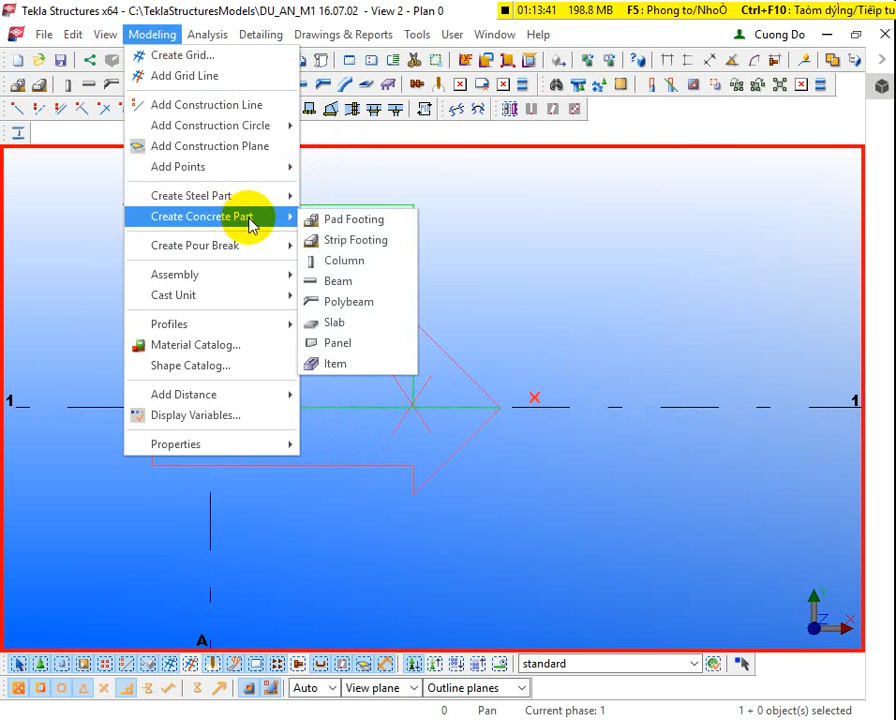 Tekla Structures x64 - C:\TeklaStructuresModels\DU_AN_M1 16.07.02 - View 2 - Plan 0
01:13:41 198.8 MB F5: Phong to/NhoÒ Ctrl+F10: Taòm dýÌng/Tiêìp tu
File Edit View Modeling Analysis Detailing Drawings & Reports Tools User Window Help Cuong Do
Create Grid...
Add Grid Line
Add Construction Line
Add Construction Circle
Add Construction Plane
Add Points
Create Steel Part
Create Concrete Part
Create Pour Break
Assembly
Cast Unit
Profiles
Material Catalog...
Shape Catalog...
Add Distance
Display Variables...
Properties
Pad Footing
Strip Footing
Column
Beam
Polybeam
Slab
Panel
Item
1
1
A
X
Z
standard
Auto
View plane
Outline planes
0 Pan Current phase: 1 1 + 0 object(s) selected